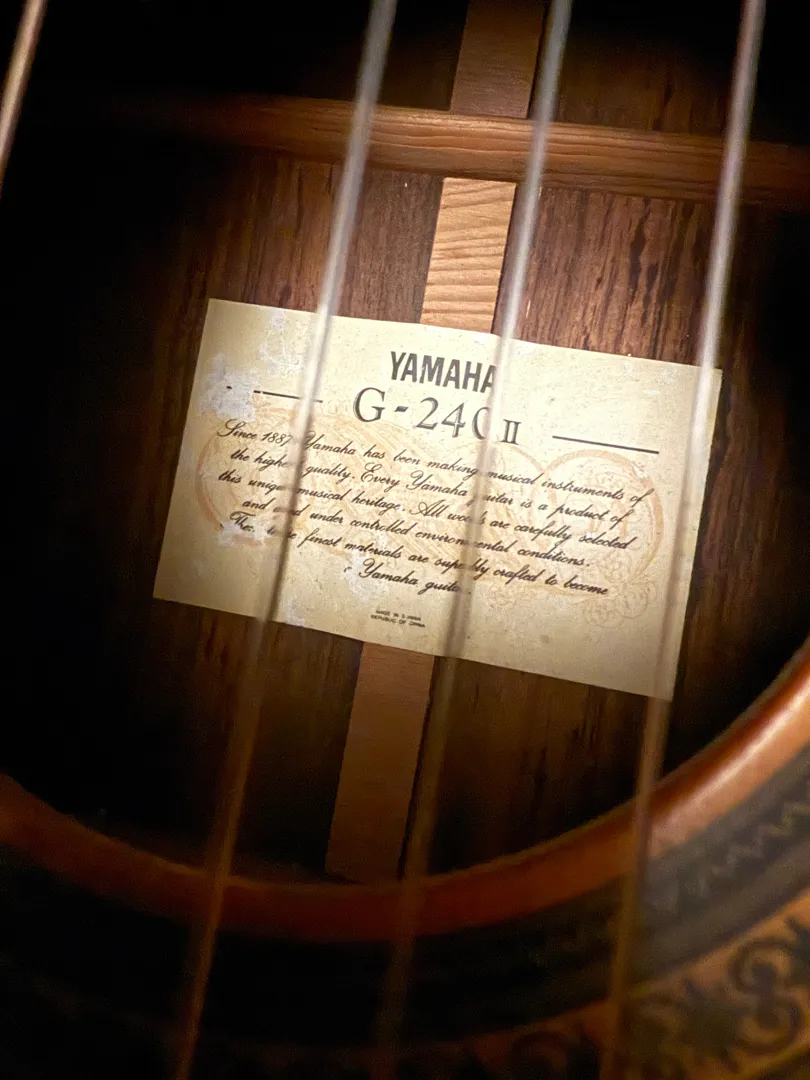 YAMAHA
G-240II
Since 1887 Yamaha has been making musical instruments of
the highest quality. Every Yamaha guitar is a product of
this unique musical heritage. All woods are carefully selected
and under controlled environmental conditions.
finest materials are superbly crafted to become
Yamaha guitar.
MADE IN
REPUBLIC OF CHINA